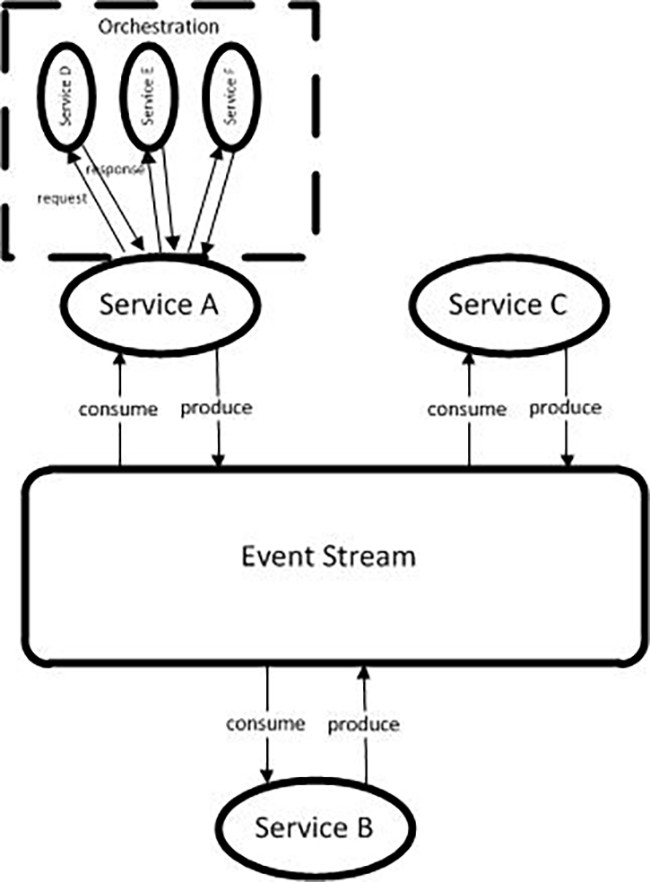 Orchestration
Service D
Service E
Service F
response
request
Service A
Service C
consume
produce
consume
produce
Event Stream
consume
produce
Service B